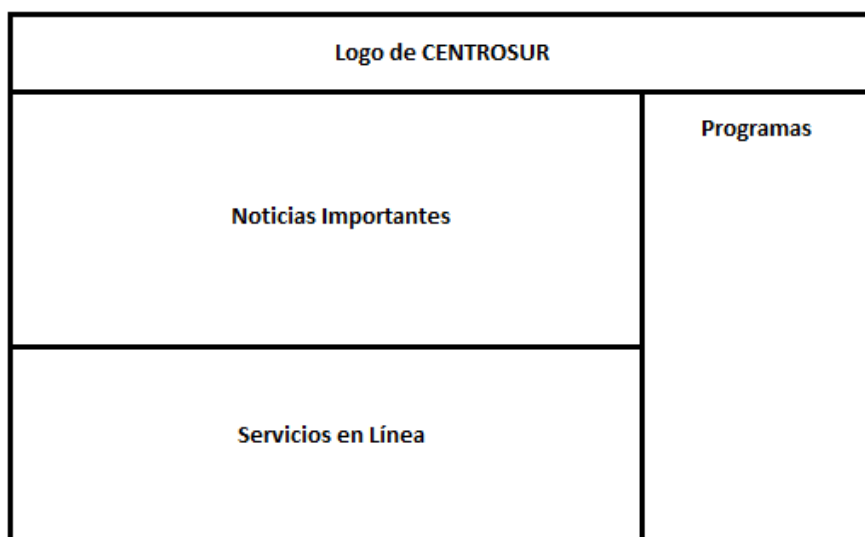 Logo de CENTROSUR
Programas
Noticias Importantes
Servicios en Línea